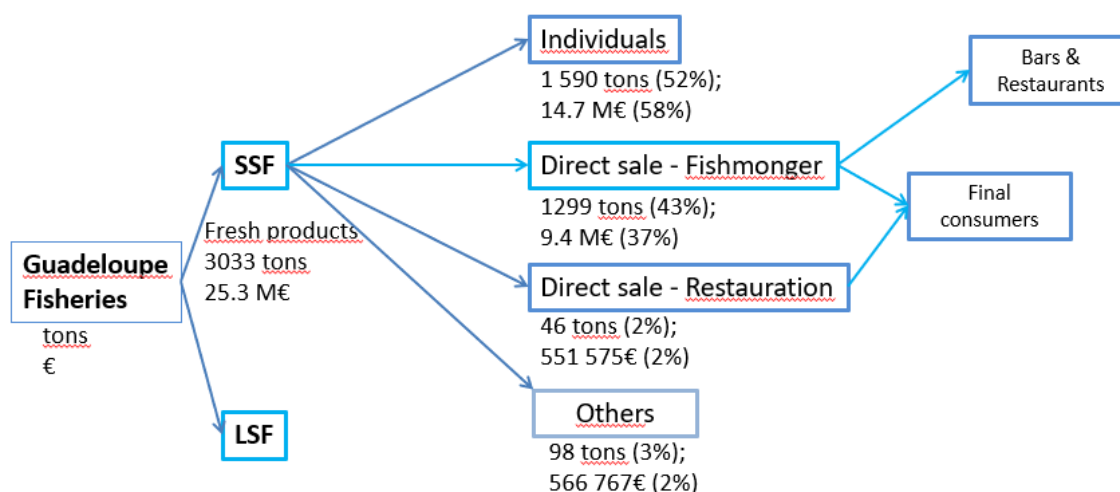 Guadeloupe
Fisheries
tons
€
SSF
Fresh products
3033 tons
25.3 M€
LSF
Individuals
1 590 tons (52%);
14.7 M€ (58%)
Direct sale - Fishmonger
1299 tons (43%);
9.4 M€ (37%)
Direct sale - Restauration
46 tons (2%);
551 575€ (2%)
Others
98 tons (3%);
566 767€ (2%)
Bars &
Restaurants
Final
consumers